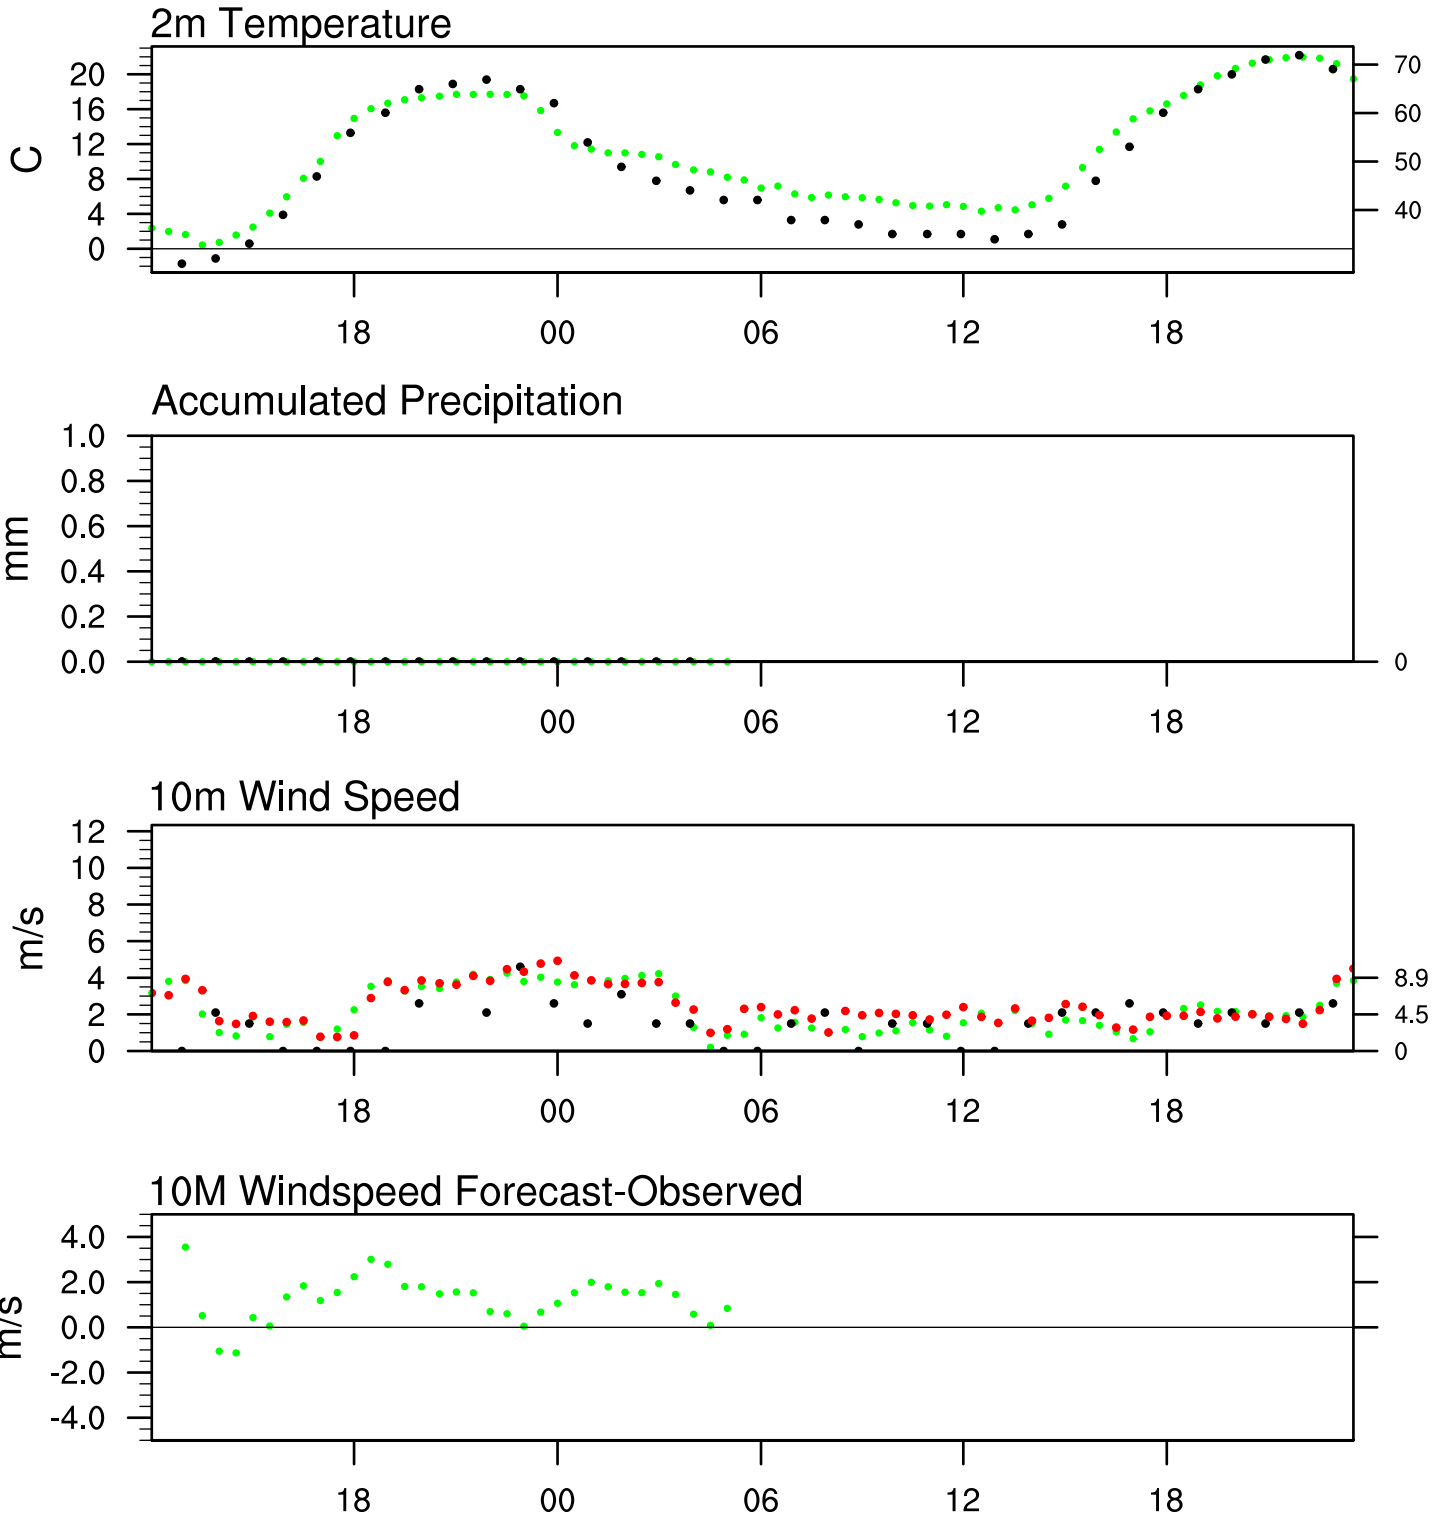 2m Temperature
20
16
12
8
4
0
C
70
60
50
40
18 00 06 12 18
Accumulated Precipitation
1.0
0.8
0.6
0.4
0.2
0.0
mm
0
18 00 06 12 18
10m Wind Speed
12
10
8
6
4
2
0
m/s
8.9
4.5
0
18 00 06 12 18
10M Windspeed Forecast-Observed
4.0
2.0
0.0
-2.0
-4.0
m/s
18 00 06 12 18